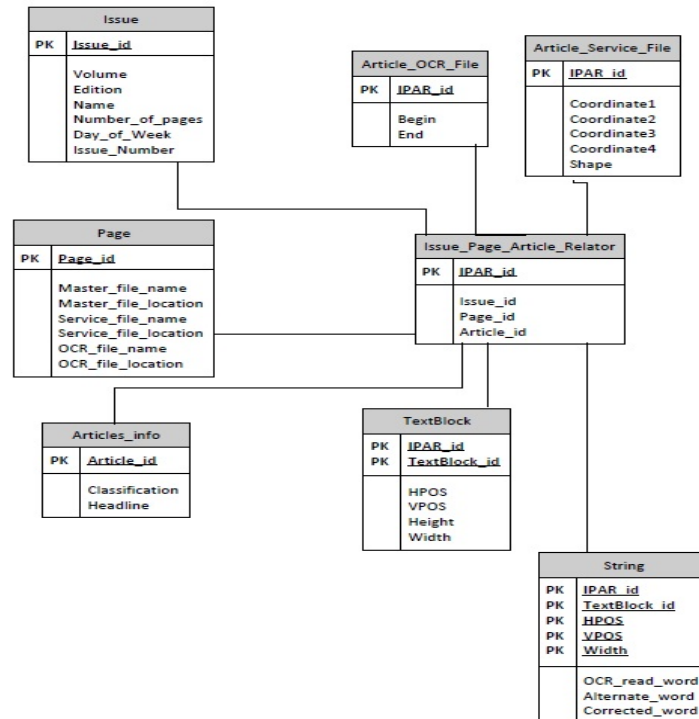 Issue
PK Issue_id
Volume
Edition
Name
Number_of_pages
Day_of_Week
Issue_Number
Article_OCR_File
PK IPAR_id
Begin
End
Article_Service_File
PK IPAR_id
Coordinate1
Coordinate2
Coordinate3
Coordinate4
Shape
Page
PK Page_id
Master_file_name
Master_file_location
Service_file_name
Service_file_location
OCR_file_name
OCR_file_location
Issue_Page_Article_Relator
PK IPAR_id
Issue_id
Page_id
Article_id
Articles_info
PK Article_id
Classification
Headline
TextBlock
PK IPAR_id
PK TextBlock_id
HPOS
VPOS
Height
Width
String
PK IPAR_id
PK TextBlock_id
PK HPOS
PK VPOS
PK Width
OCR_read_word
Alternate_word
Corrected_word